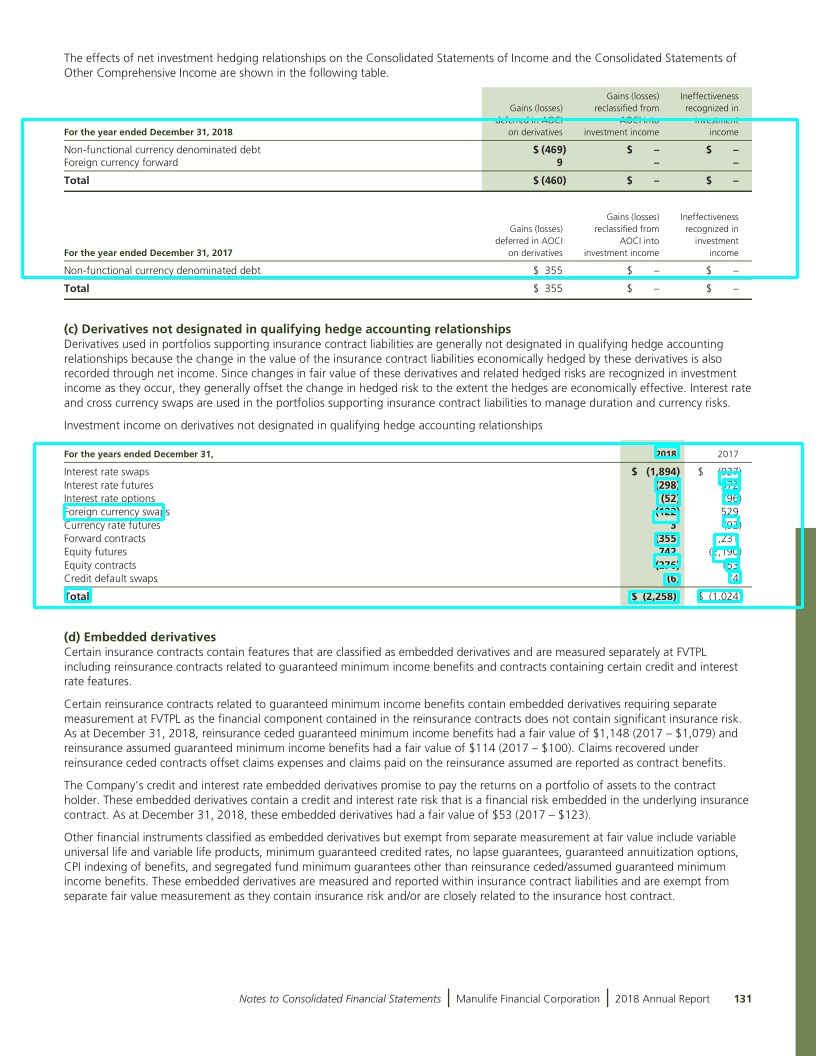 The effects of net investment hedging relationships on the Consolidated Statements of Income and the Consolidated Statements of
Other Comprehensive Income are shown in the following table.
For the year ended December 31, 2018 Gains (losses) deferred in AOCI on derivatives Gains (losses) reclassified from AOCI into investment income Ineffectiveness recognized in investment income
Non-functional currency denominated debt $ (469) $ – $ –
Foreign currency forward 9 – –
Total $ (460) $ – $ –
For the year ended December 31, 2017 Gains (losses) deferred in AOCI on derivatives Gains (losses) reclassified from AOCI into investment income Ineffectiveness recognized in investment income
Non-functional currency denominated debt $ 355 $ – $ –
Total $ 355 $ – $ –
(c) Derivatives not designated in qualifying hedge accounting relationships
Derivatives used in portfolios supporting insurance contract liabilities are generally not designated in qualifying hedge accounting
relationships because the change in the value of the insurance contract liabilities economically hedged by these derivatives is also
recorded through net income. Since changes in fair value of these derivatives and related hedged risks are recognized in investment
income as they occur, they generally offset the change in hedged risk to the extent the hedges are economically effective. Interest rate
and cross currency swaps are used in the portfolios supporting insurance contract liabilities to manage duration and currency risks.
Investment income on derivatives not designated in qualifying hedge accounting relationships
For the years ended December 31, 2018 2017
Interest rate swaps $ (1,894) $
Interest rate futures (298)
Interest rate options (52)
Foreign currency swaps (122) 529
Currency rate futures 3
Forward contracts (355
Equity futures 742
Equity contracts (276)
Credit default swaps (6)
Total $ (2,258) $ (1,024)
(d) Embedded derivatives
Certain insurance contracts contain features that are classified as embedded derivatives and are measured separately at FVTPL
including reinsurance contracts related to guaranteed minimum income benefits and contracts containing certain credit and interest
rate features.
Certain reinsurance contracts related to guaranteed minimum income benefits contain embedded derivatives requiring separate
measurement at FVTPL as the financial component contained in the reinsurance contracts does not contain significant insurance risk.
As at December 31, 2018, reinsurance ceded guaranteed minimum income benefits had a fair value of $1,148 (2017 – $1,079) and
reinsurance assumed guaranteed minimum income benefits had a fair value of $114 (2017 – $100). Claims recovered under
reinsurance ceded contracts offset claims expenses and claims paid on the reinsurance assumed are reported as contract benefits.
The Company's credit and interest rate embedded derivatives promise to pay the returns on a portfolio of assets to the contract
holder. These embedded derivatives contain a credit and interest rate risk that is a financial risk embedded in the underlying insurance
contract. As at December 31, 2018, these embedded derivatives had a fair value of $53 (2017 – $123).
Other financial instruments classified as embedded derivatives but exempt from separate measurement at fair value include variable
universal life and variable life products, minimum guaranteed credited rates, no lapse guarantees, guaranteed annuitization options,
CPI indexing of benefits, and segregated fund minimum guarantees other than reinsurance ceded/assumed guaranteed minimum
income benefits. These embedded derivatives are measured and reported within insurance contract liabilities and are exempt from
separate fair value measurement as they contain insurance risk and/or are closely related to the insurance host contract.
Notes to Consolidated Financial Statements Manulife Financial Corporation 2018 Annual Report 131